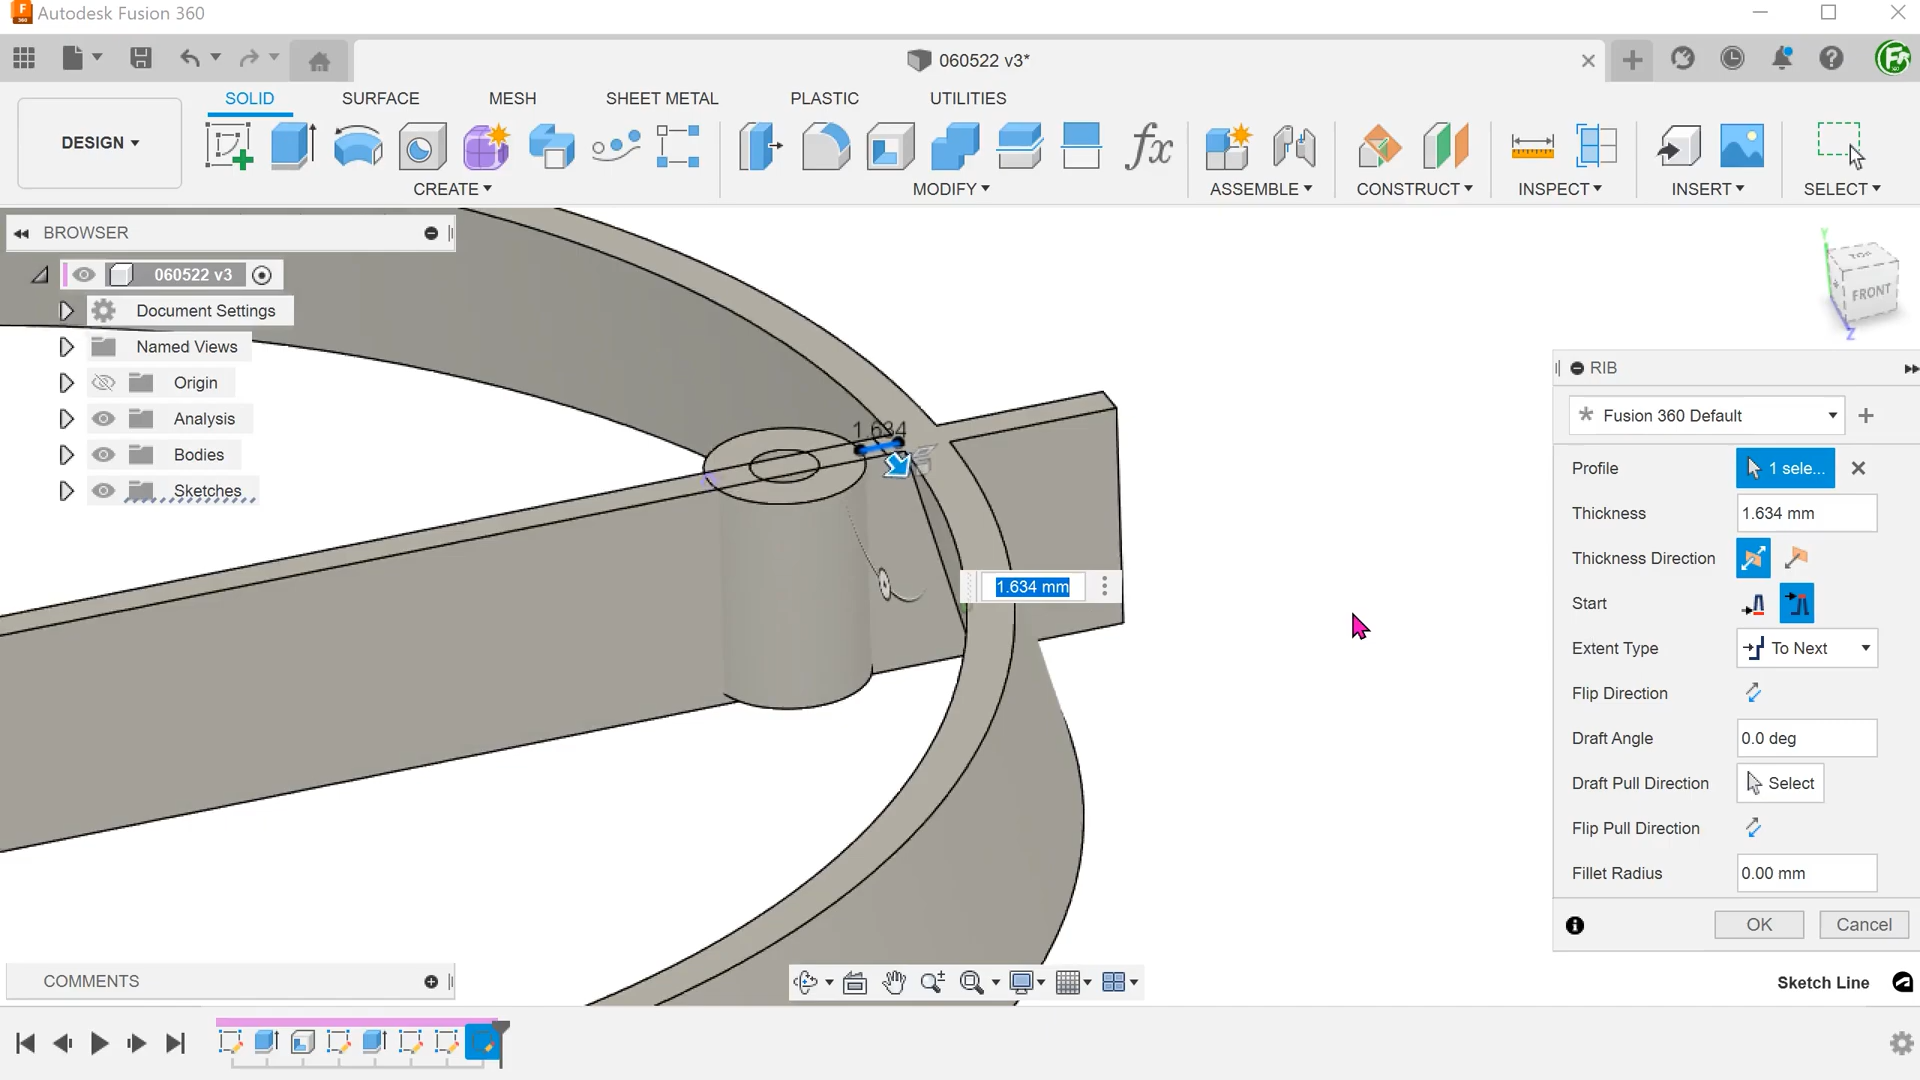 Autodesk Fusion 360
060522 v3*
DESIGN
SOLID
SURFACE
MESH
SHEET METAL
PLASTIC
UTILITIES
CREATE
MODIFY
ASSEMBLE
CONSTRUCT
INSPECT
INSERT
SELECT
BROWSER
060522 v3
Document Settings
Named Views
Origin
Analysis
Bodies
Sketches
1.634
1.634 mm
TOP
FRONT
Y
Z
RIB
Fusion 360 Default
Profile
1 sele...
Thickness
1.634 mm
Thickness Direction
Start
Extent Type
To Next
Flip Direction
Draft Angle
0.0 deg
Draft Pull Direction
Select
Flip Pull Direction
Fillet Radius
0.00 mm
OK
Cancel
COMMENTS
Sketch Line